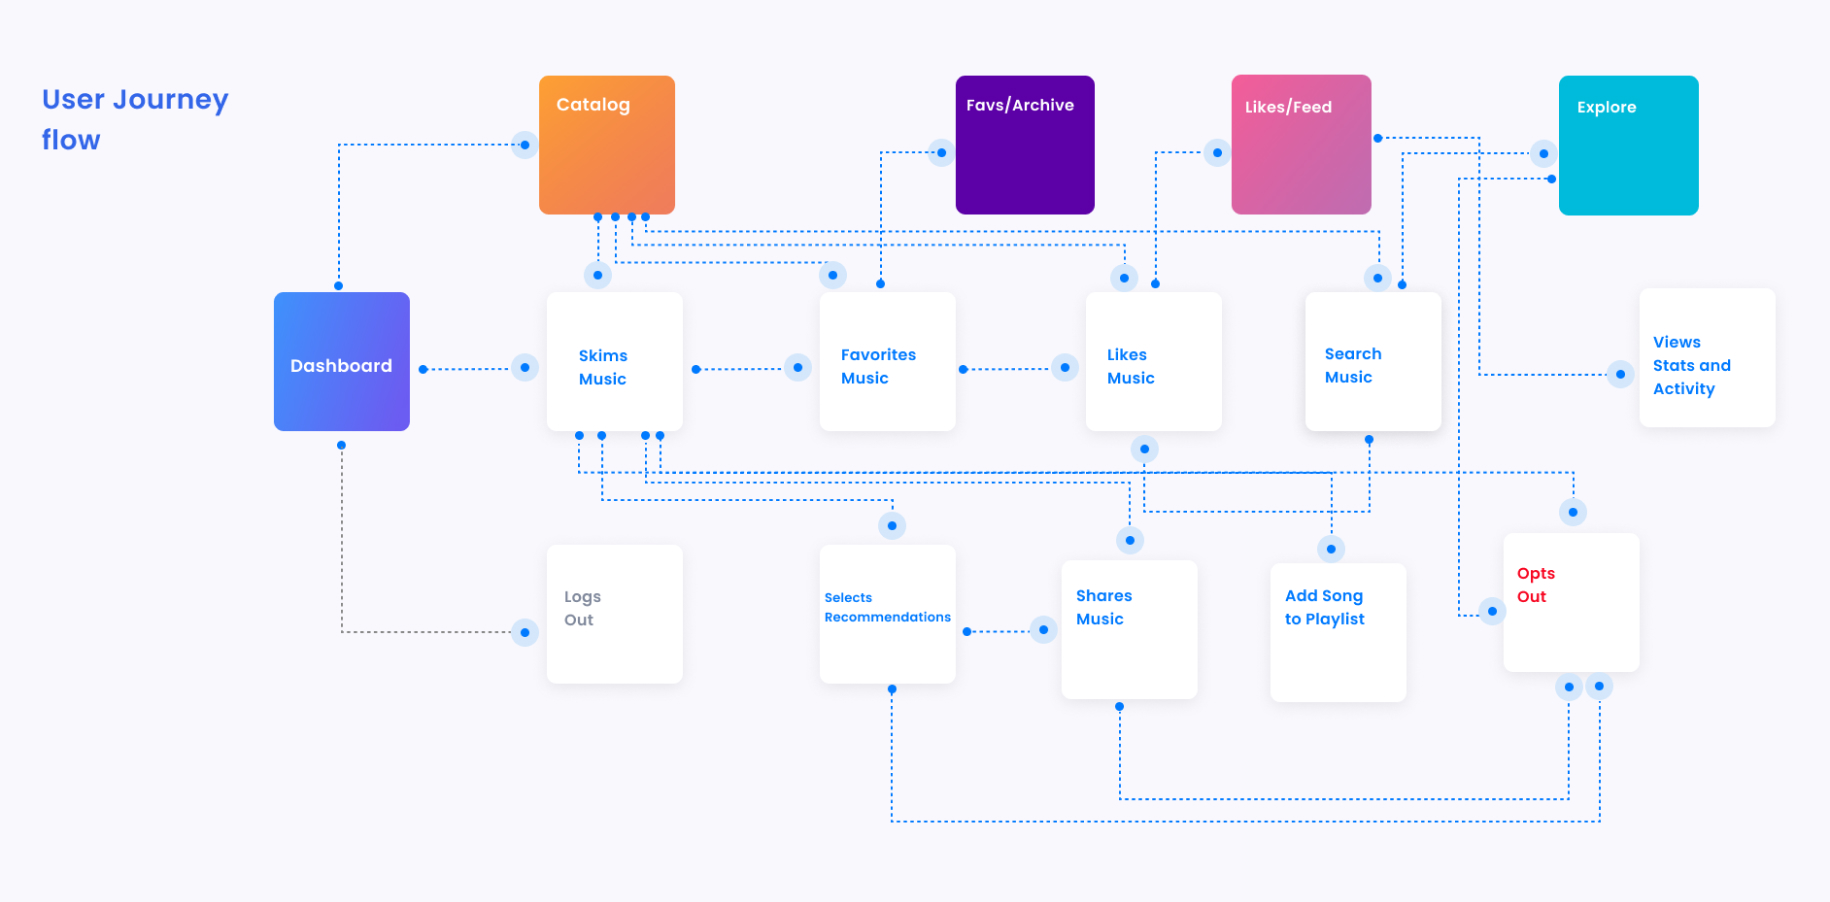 User Journey
flow
Catalog
Favs/Archive
Likes/Feed
Explore
Dashboard
Skims
Music
Favorites
Music
Likes
Music
Search
Music
Views
Stats and
Activity
Logs
Out
Selects
Recommendations
Shares
Music
Add Song
to Playlist
Opts
Out